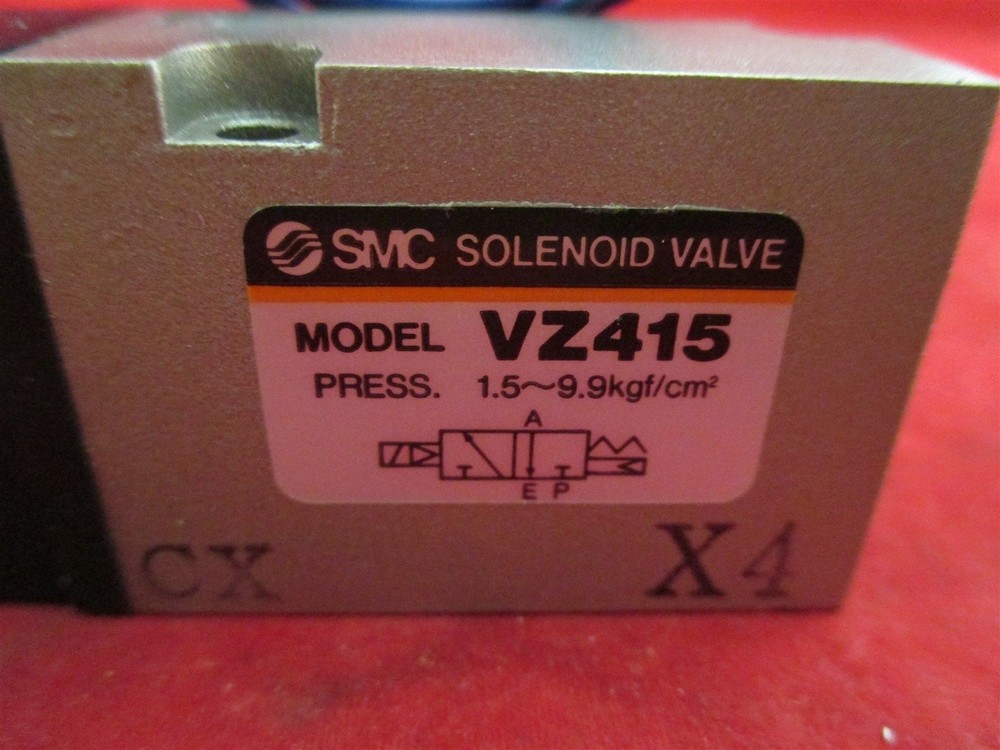 SMC SOLENOID VALVE
MODEL VZ415
PRESS. 1.5～9.9kgf/cm²
A
E P
CX X4